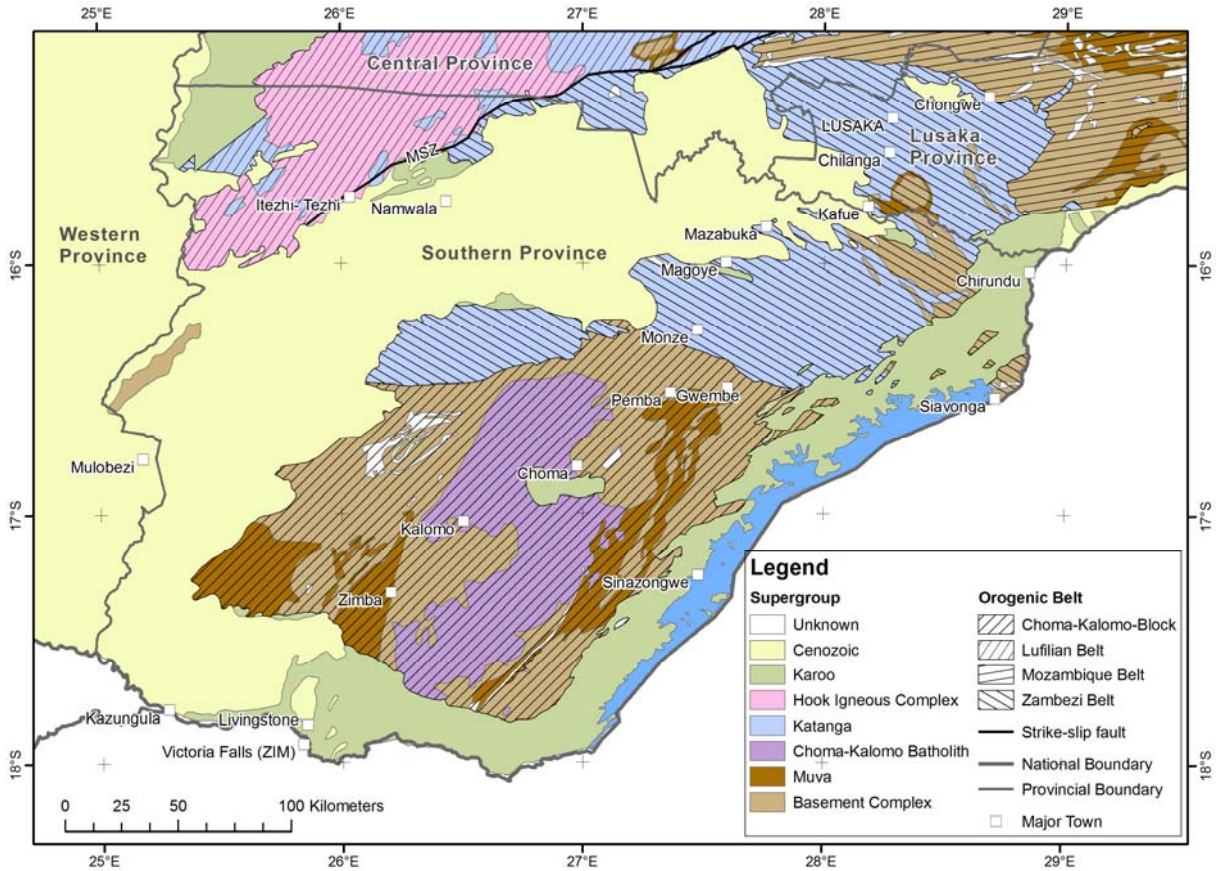 25°E 26°E 27°E 28°E 29°E
Central Province
Chongwe
LUSAKA
Lusaka
Province
Chilanga
MSZ
Itezhi- Tezhi
Namwala
Kafue
Mazabuka
Western
Province
Southern Province
16°S
16°S
Magoye
Chirundu
Monze
Pemba
Gwembe
Siavonga
Mulobezi
Choma
17°S
17°S
Kalomo
Sinazongwe
Zimba
Kazungula
Livingstone
Victoria Falls (ZIM)
18°S
18°S
0 25 50 100 Kilometers
Legend
Supergroup
Unknown
Cenozoic
Karoo
Hook Igneous Complex
Katanga
Choma-Kalomo Batholith
Muva
Basement Complex
Orogenic Belt
Choma-Kalomo-Block
Lufilian Belt
Mozambique Belt
Zambezi Belt
Strike-slip fault
National Boundary
Provincial Boundary
Major Town
25°E 26°E 27°E 28°E 29°E